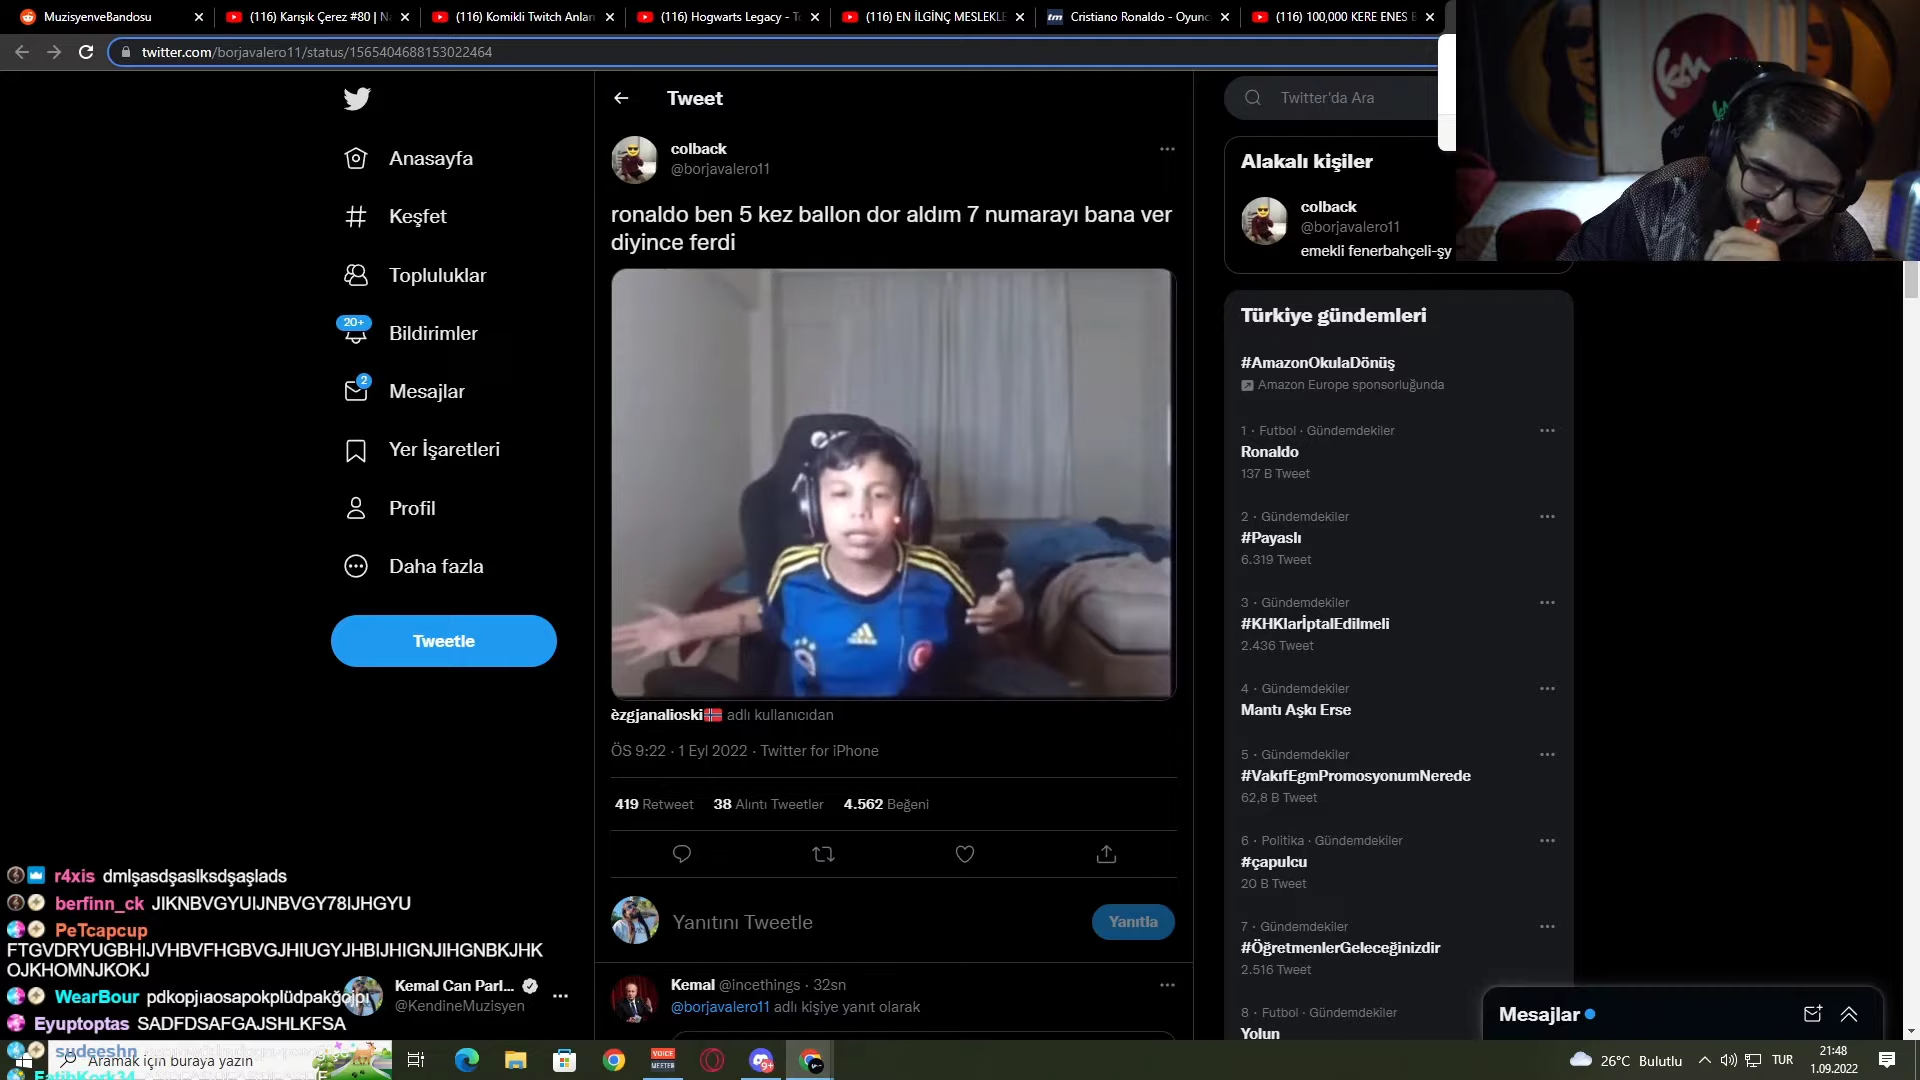 MuzisyenveBandosu
(116) Karışık Çerez #80 | N
(116) Komikli Twitch Anlar
(116) Hogwarts Legacy - T
(116) EN İLGİNÇ MESLEKLE
Cristiano Ronaldo - Oyunc
(116) 100,000 KERE ENES
twitter.com/borjavalero11/status/1565404688153022464
Anasayfa
Keşfet
Topluluklar
20+
Bildirimler
2
Mesajlar
Yer İşaretleri
Profil
Daha fazla
Tweetle
Tweet
colback
@borjavalero11
ronaldo ben 5 kez ballon dor aldım 7 numarayı bana ver
diyince ferdi
èzgjanalioski🇳🇴 adlı kullanıcıdan
ÖS 9:22 · 1 Eyl 2022 · Twitter for iPhone
419 Retweet 38 Alıntı Tweetler 4.562 Beğeni
Yanıtını Tweetle
Yanıtla
Kemal @incethings · 32sn
@borjavalero11 adlı kişiye yanıt olarak
Twitter'da Ara
Alakalı kişiler
colback
@borjavalero11
emekli fenerbahçeli-şy
Türkiye gündemleri
#AmazonOkulaDönüş
Amazon Europe sponsorluğunda
1 · Futbol · Gündemdekiler
Ronaldo
137 B Tweet
2 · Gündemdekiler
#Payaslı
6.319 Tweet
3 · Gündemdekiler
#KHKlarİptalEdilmeli
2.436 Tweet
4 · Gündemdekiler
Mantı Aşkı Erse
5 · Gündemdekiler
#VakıfEgmPromosyonumNerede
62,8 B Tweet
6 · Politika · Gündemdekiler
#çapulcu
20 B Tweet
7 · Gündemdekiler
#ÖğretmenlerGeleceğinizdir
2.516 Tweet
8 · Futbol · Gündemdekiler
Yolun
Mesajlar
r4xis dmlşasdşaslksdşaşlads
berfinn_ck JIKNBVGYUIJNBVGY78IJHGYU
PeTcapcup
FTGVDRYUGBHIJVHBVFHGBVGJHIUGYJHBIJHIGNJIHGNBKJHK
OJKHOMNJKOKJ
WearBour pdkopjıaosapokplüdpakğojpı
Eyuptoptas SADFDSAFGAJSHLKFSA
sudeeshn
FatihKork34
Kemal Can Parl...
@KendineMuzisyen
Aramak için buraya yazın
VOICE
MEETER
9+
26°C Bulutlu
TUR
21:48
1.09.2022